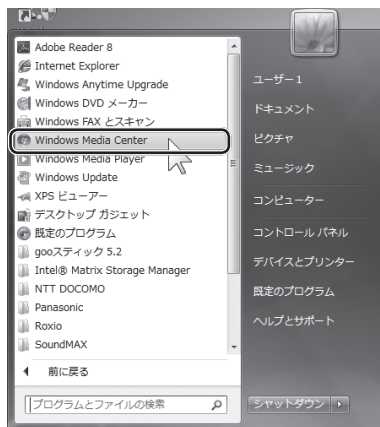 Adobe Reader 8
Internet Explorer
Windows Anytime Upgrade
Windows DVD メーカー
Windows FAX とスキャン
Windows Media Center
Windows Media Player
Windows Update
XPS ビューアー
デスクトップ ガジェット
既定のプログラム
gooスティック 5.2
Intel® Matrix Storage Manager
NTT DOCOMO
Panasonic
Roxio
SoundMAX
前に戻る
プログラムとファイルの検索
ユーザー1
ドキュメント
ピクチャ
ミュージック
コンピューター
コントロール パネル
デバイスとプリンター
既定のプログラム
ヘルプとサポート
シャットダウン